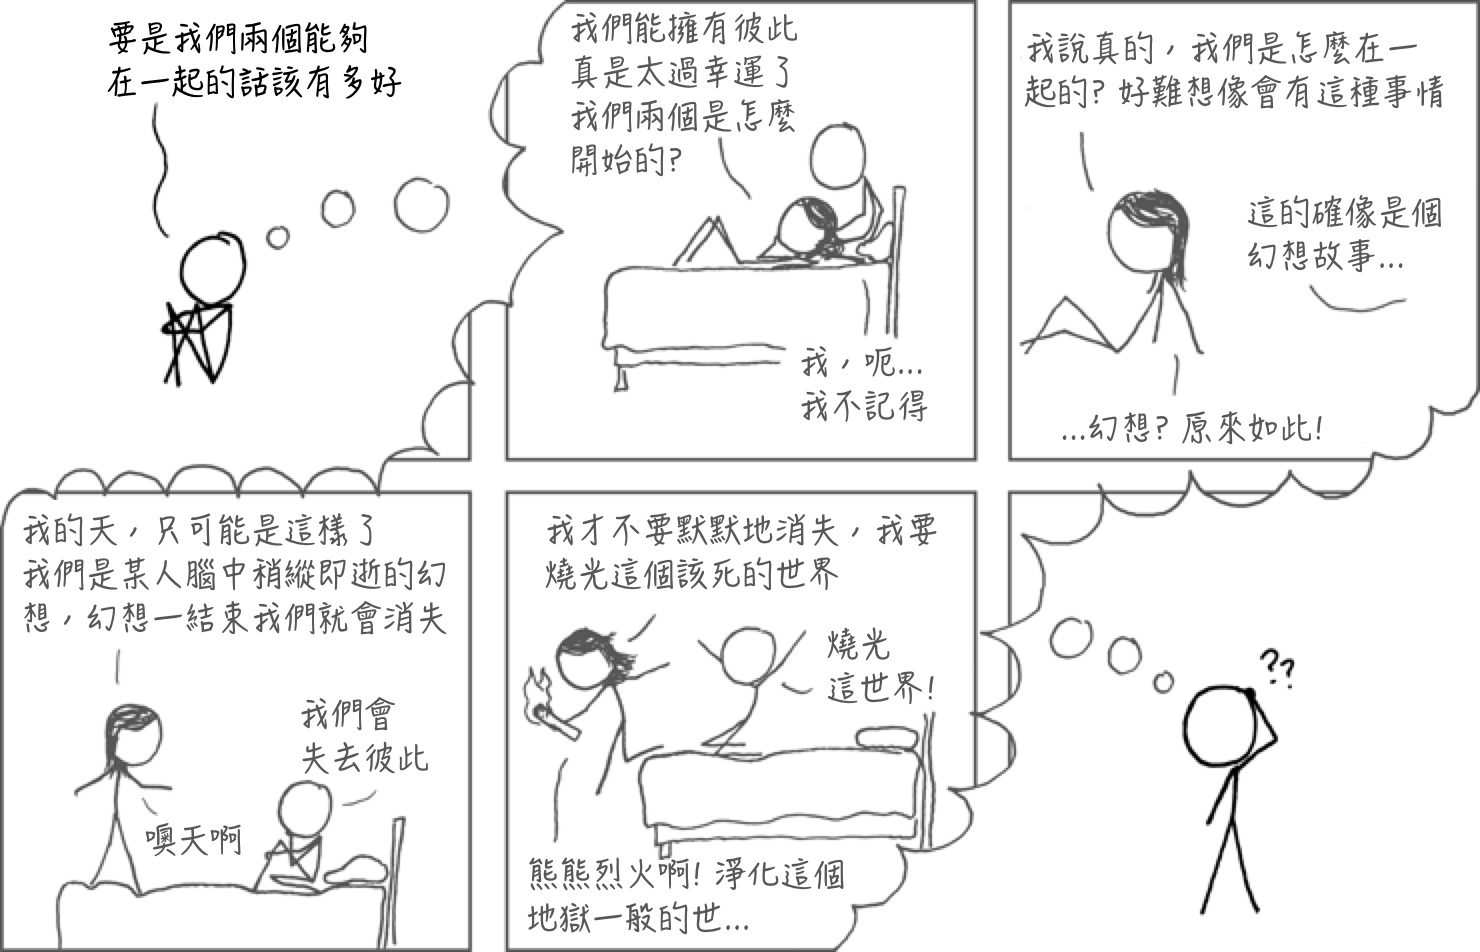 要是我們兩個能夠
在一起的話該有多好
我們能擁有彼此
真是太過幸運了
我們兩個是怎麼
開始的?
我，呃...
我不記得
我說真的，我們是怎麼在一
起的? 好難想像會有這種事情
這的確像是個
幻想故事...
...幻想? 原來如此!
我的天，只可能是這樣了
我們是某人腦中稍縱即逝的幻
想，幻想一結束我們就會消失
我們會
失去彼此
噢天啊
我才不要默默地消失，我要
燒光這個該死的世界
燒光
這世界!
熊熊烈火啊! 淨化這個
地獄一般的世...
??